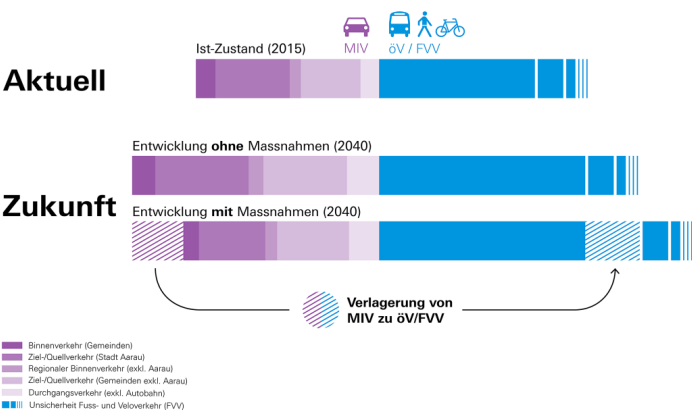 Ist-Zustand (2015)
MIV
öV / FVV
Aktuell
Entwicklung ohne Massnahmen (2040)
Zukunft
Entwicklung mit Massnahmen (2040)
Verlagerung von
MIV zu öV/FVV
Binnenverkehr (Gemeinden)
Ziel-/Quellverkehr (Stadt Aarau)
Regionaler Binnenverkehr (exkl. Aarau)
Ziel-/Quellverkehr (Gemeinden exkl. Aarau)
Durchgangsverkehr (exkl. Autobahn)
Unsicherheit Fuss- und Veloverkehr (FVV)